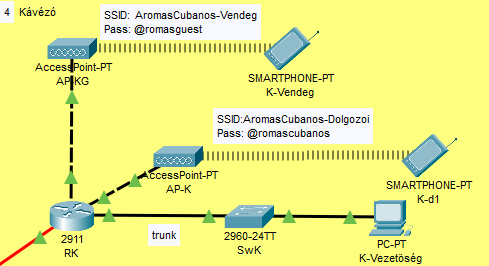 4 Kávézó
SSID: AromasCubanos-Vendeg
Pass: @romasguest
AccessPoint-PT
AP-KG
SMARTPHONE-PT
K-Vendeg
SSID:AromasCubanos-Dolgozoi
Pass: @romascubanos
AccessPoint-PT
AP-K
SMARTPHONE-PT
K-d1
2911
RK
trunk
2960-24TT
SwK
PC-PT
K-Vezetöség